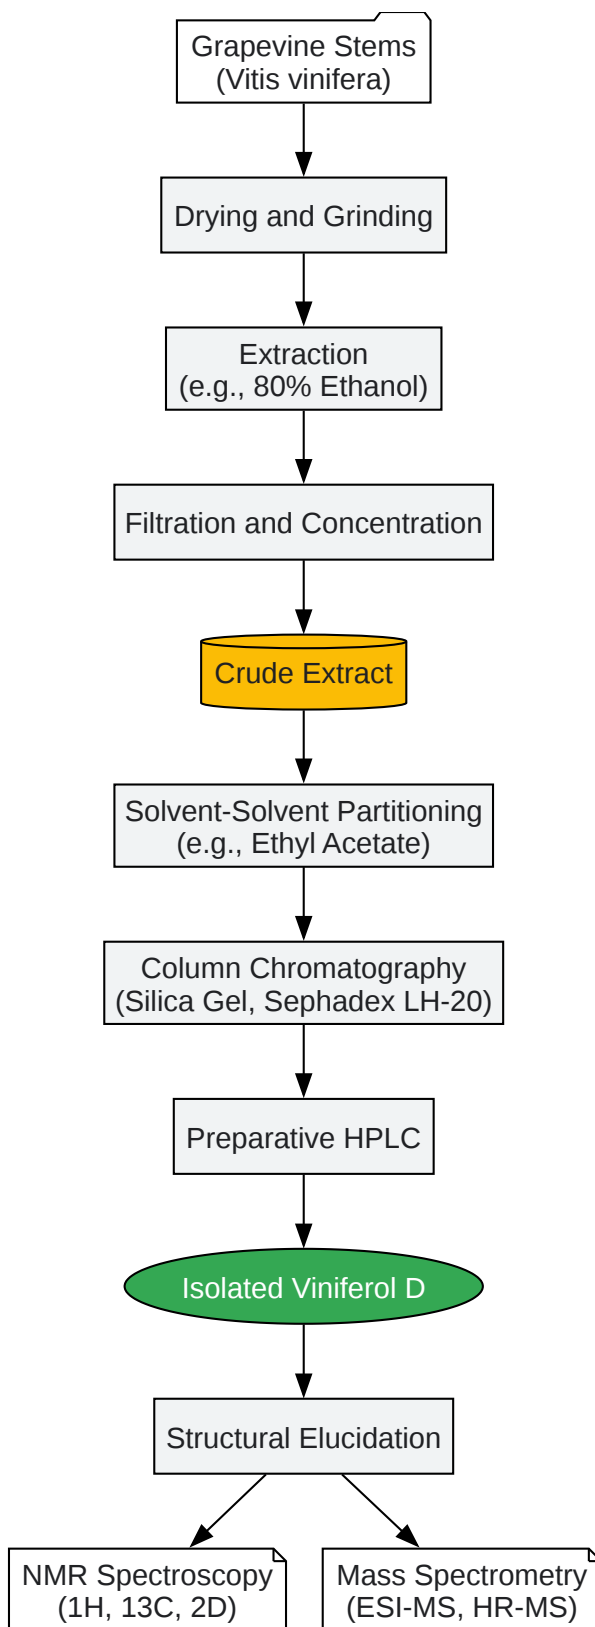 Grapevine Stems
(Vitis vinifera)
Drying and Grinding
Extraction
(e.g., 80% Ethanol)
Filtration and Concentration
Crude Extract
Solvent-Solvent Partitioning
(e.g., Ethyl Acetate)
Column Chromatography
(Silica Gel, Sephadex LH-20)
Preparative HPLC
Isolated Viniferol D
Structural Elucidation
NMR Spectroscopy
(1H, 13C, 2D)
Mass Spectrometry
(ESI-MS, HR-MS)